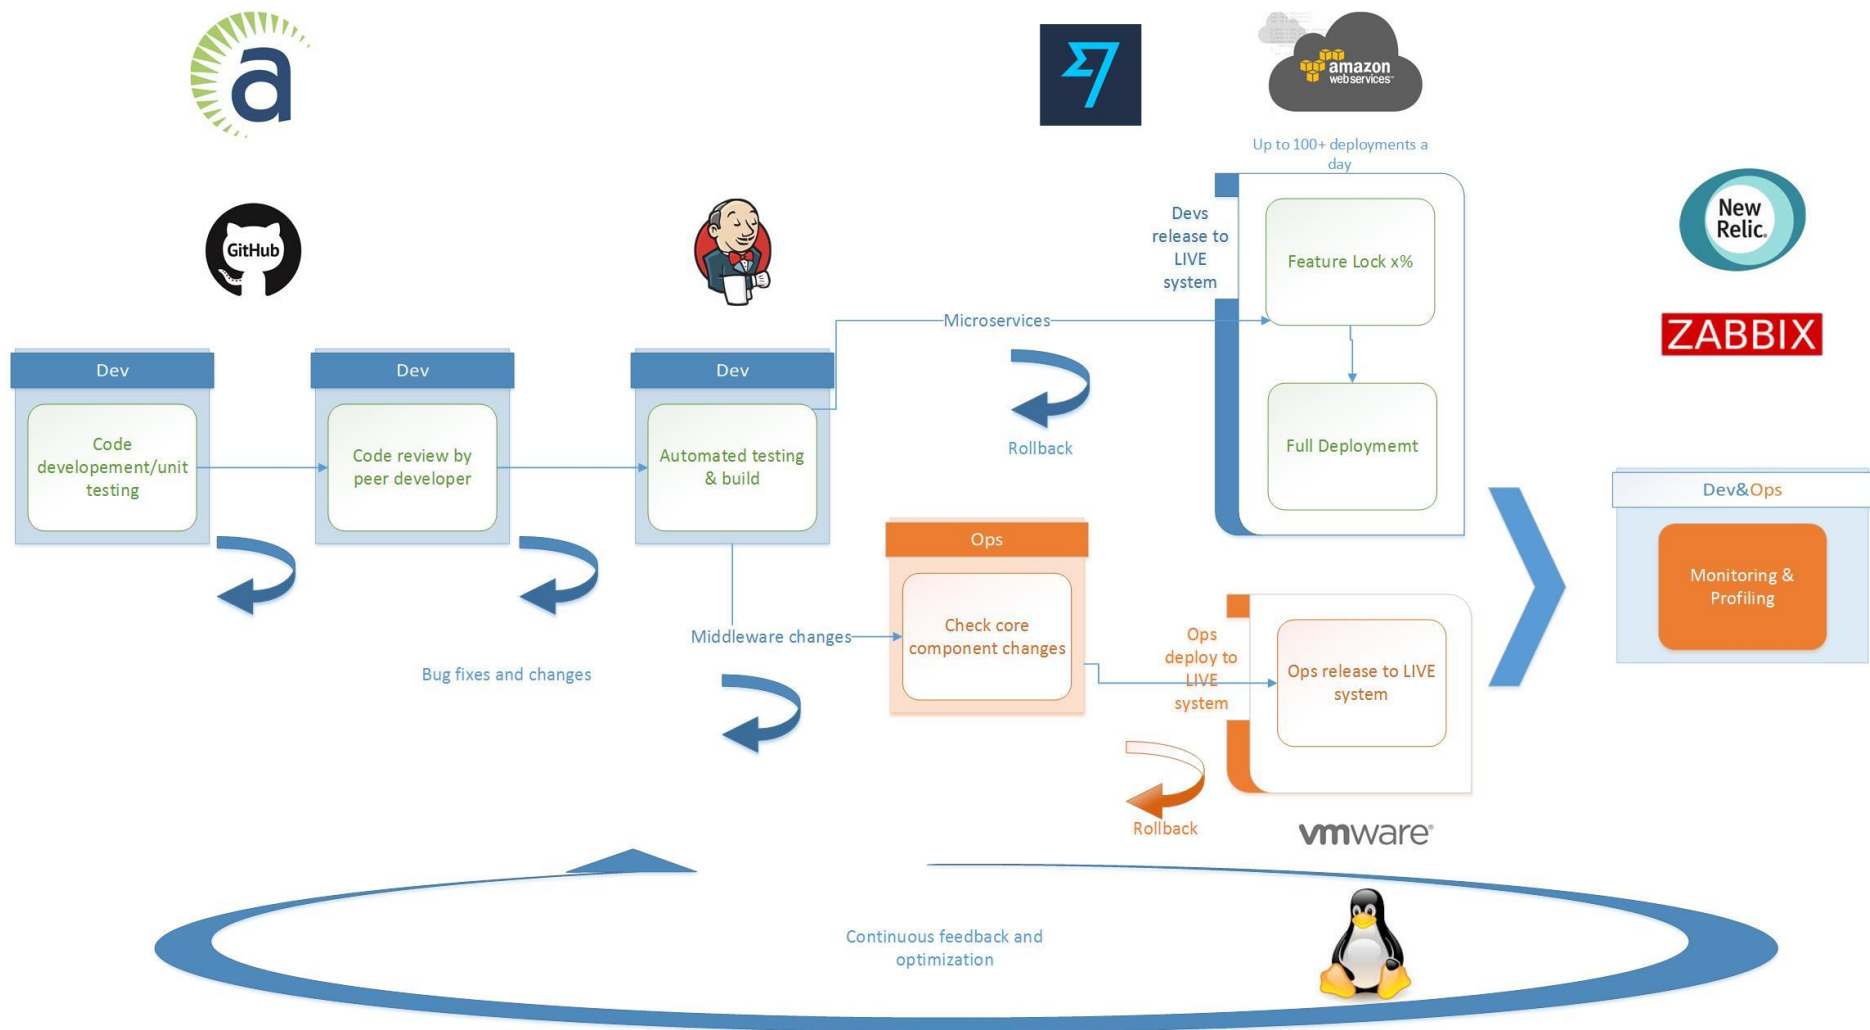 a
amazon
webservices™
Up to 100+ deployments a
day
GitHub
New
Relic.
ZABBIX
Devs
release to
LIVE
system
Feature Lock x%
Microservices
Dev
Dev
Dev
Rollback
Code
developement/unit
testing
Code review by
peer developer
Automated testing
& build
Full Deploymemt
Dev&Ops
Monitoring &
Profiling
Ops
Check core
component changes
Middleware changes
Bug fixes and changes
Ops
deploy to
LIVE
system
Ops release to LIVE
system
Rollback
vmware®
Continuous feedback and
optimization